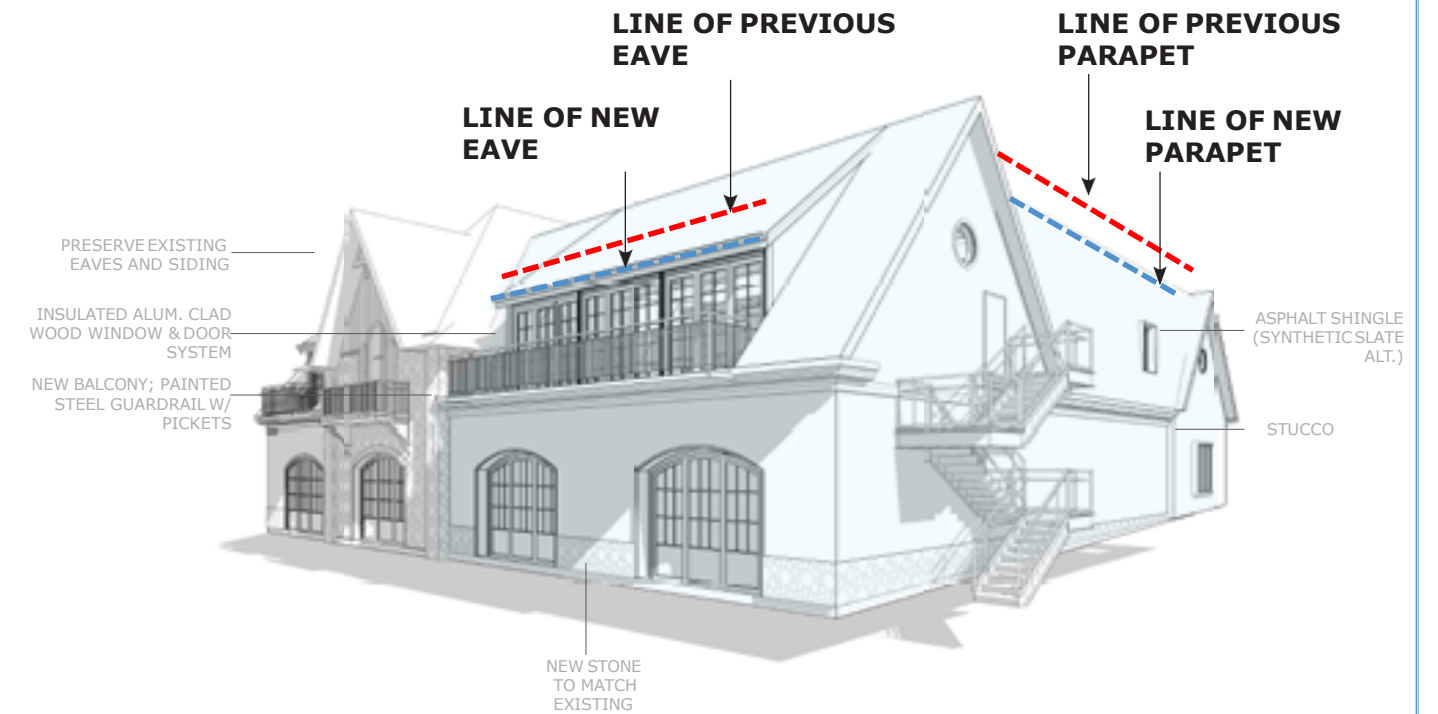 LINE OF PREVIOUS
EAVE
LINE OF PREVIOUS
PARAPET
LINE OF NEW
EAVE
LINE OF NEW
PARAPET
PRESERVE EXISTING
EAVES AND SIDING
INSULATED ALUM. CLAD
WOOD WINDOW & DOOR
SYSTEM
NEW BALCONY; PAINTED
STEEL GUARDRAIL W/
PICKETS
ASPHALT SHINGLE
(SYNTHETIC SLATE
ALT.)
STUCCO
NEW STONE
TO MATCH
EXISTING